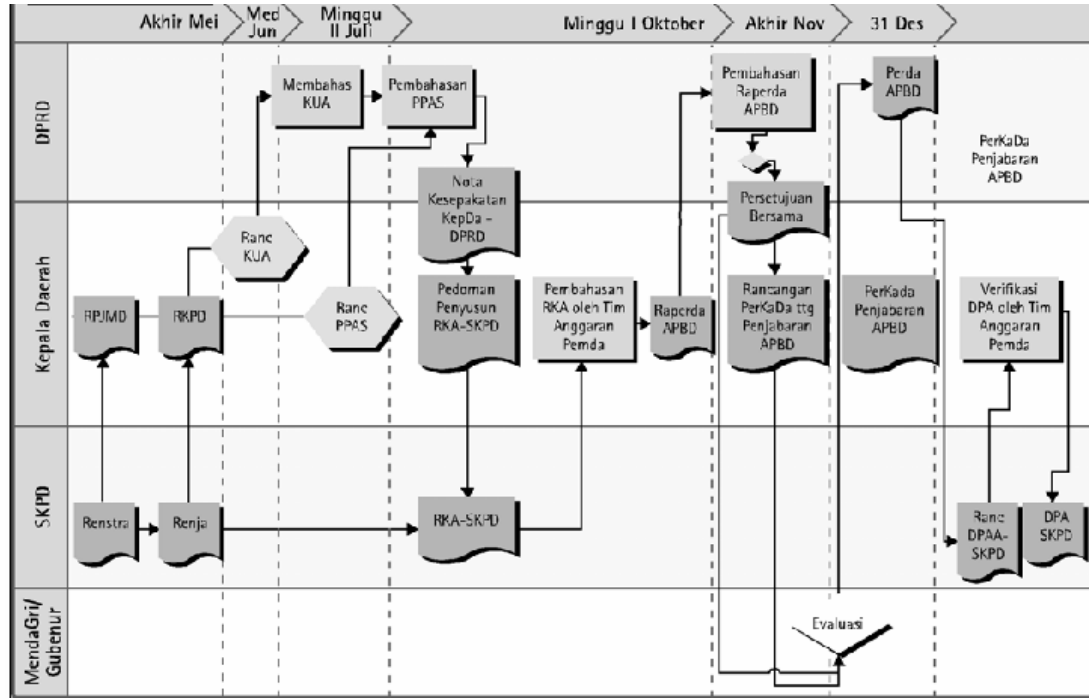 Akhir Mei
Med
Jun
Minggu
II Juli
Minggu I Oktober
Akhir Nov
31 Des
DPRD
Membahas
KUA
Pembahasan
PPAS
Pembahasan
Raperda
APBD
Perda
APBD
PerKaDa
Penjabaran
APBD
Nota
Kesepakatan
KepDa –
DPRD
Persetujuan
Bersama
Kepala Daerah
Ranc
KUA
RPJMD
RKPD
Ranc
PPAS
Pedoman
Penyusun
RKA-SKPD
Pembahasan
RKA oleh Tim
Anggaran
Pemda
Raperda
APBD
Rancangan
PerKaDa ttg
Penjabaran
APBD
PerKada
Penjabaran
APBD
Verifikasi
DPA oleh Tim
Anggaran
Pemda
SKPD
Renstra
Renja
RKA-SKPD
Ranc
DPAA-
SKPD
DPA
SKPD
MendaGri/
Gubenur
Evaluasi